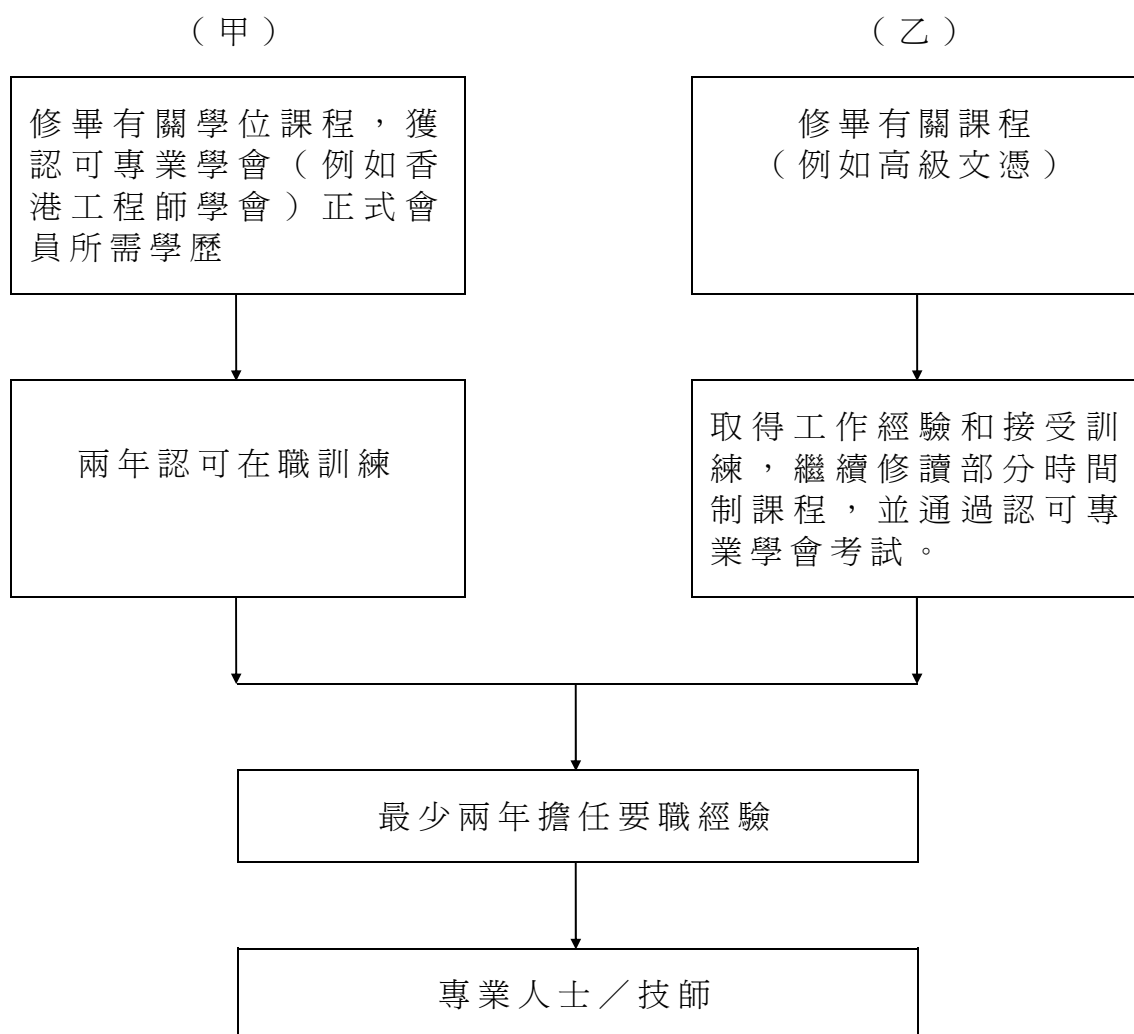 （甲）
（乙）
修畢有關學位課程，獲
認可專業學會（例如香
港工程師學會）正式會
員所需學歷
修畢有關課程
（例如高級文憑）
兩年認可在職訓練
取得工作經驗和接受訓
練，繼續修讀部分時間
制課程，並通過認可專
業學會考試。
最少兩年擔任要職經驗
專業人士／技師